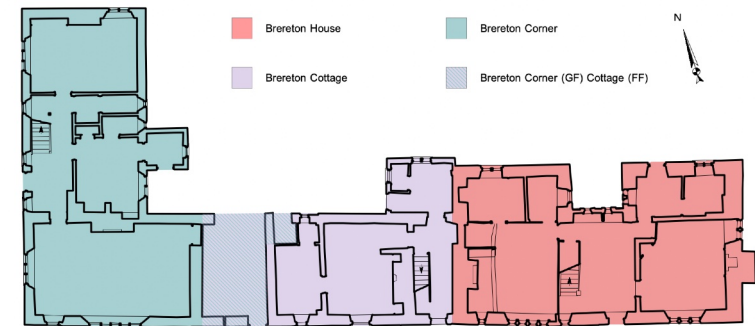 Brereton House
Brereton Corner
N
Brereton Cottage
Brereton Corner (GF) Cottage (FF)